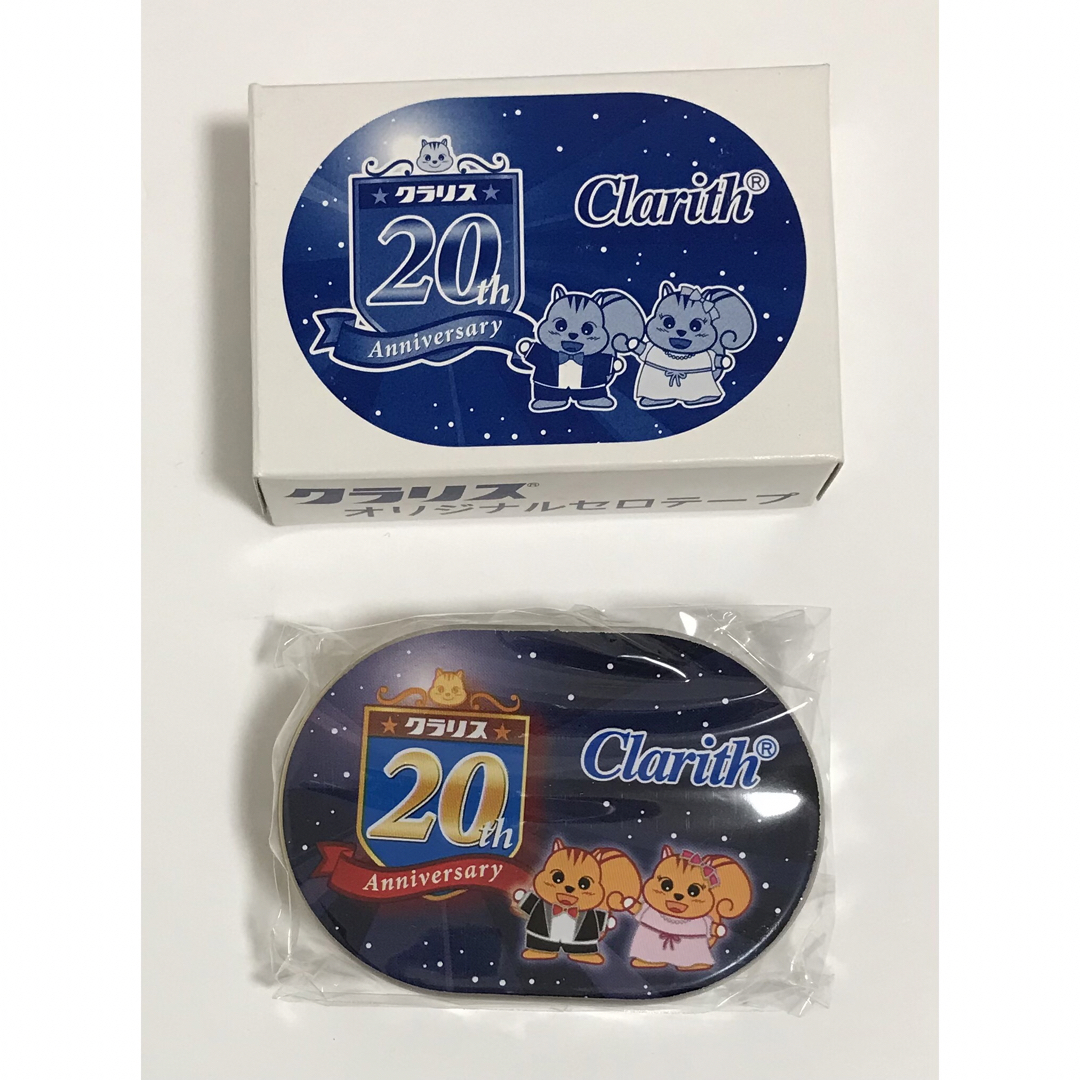 クラリス
20th
Anniversary
Clarith®
クラリス®
オリジナルセロテープ
クラリス
20th
Anniversary
Clarith®